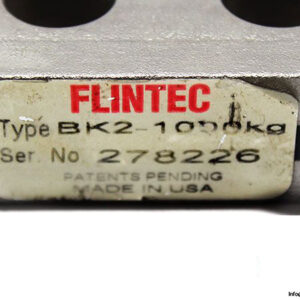 FLINTEC
Type BK2-1000kg
Ser. No 278226
PATENTS PENDING
MADE IN USA